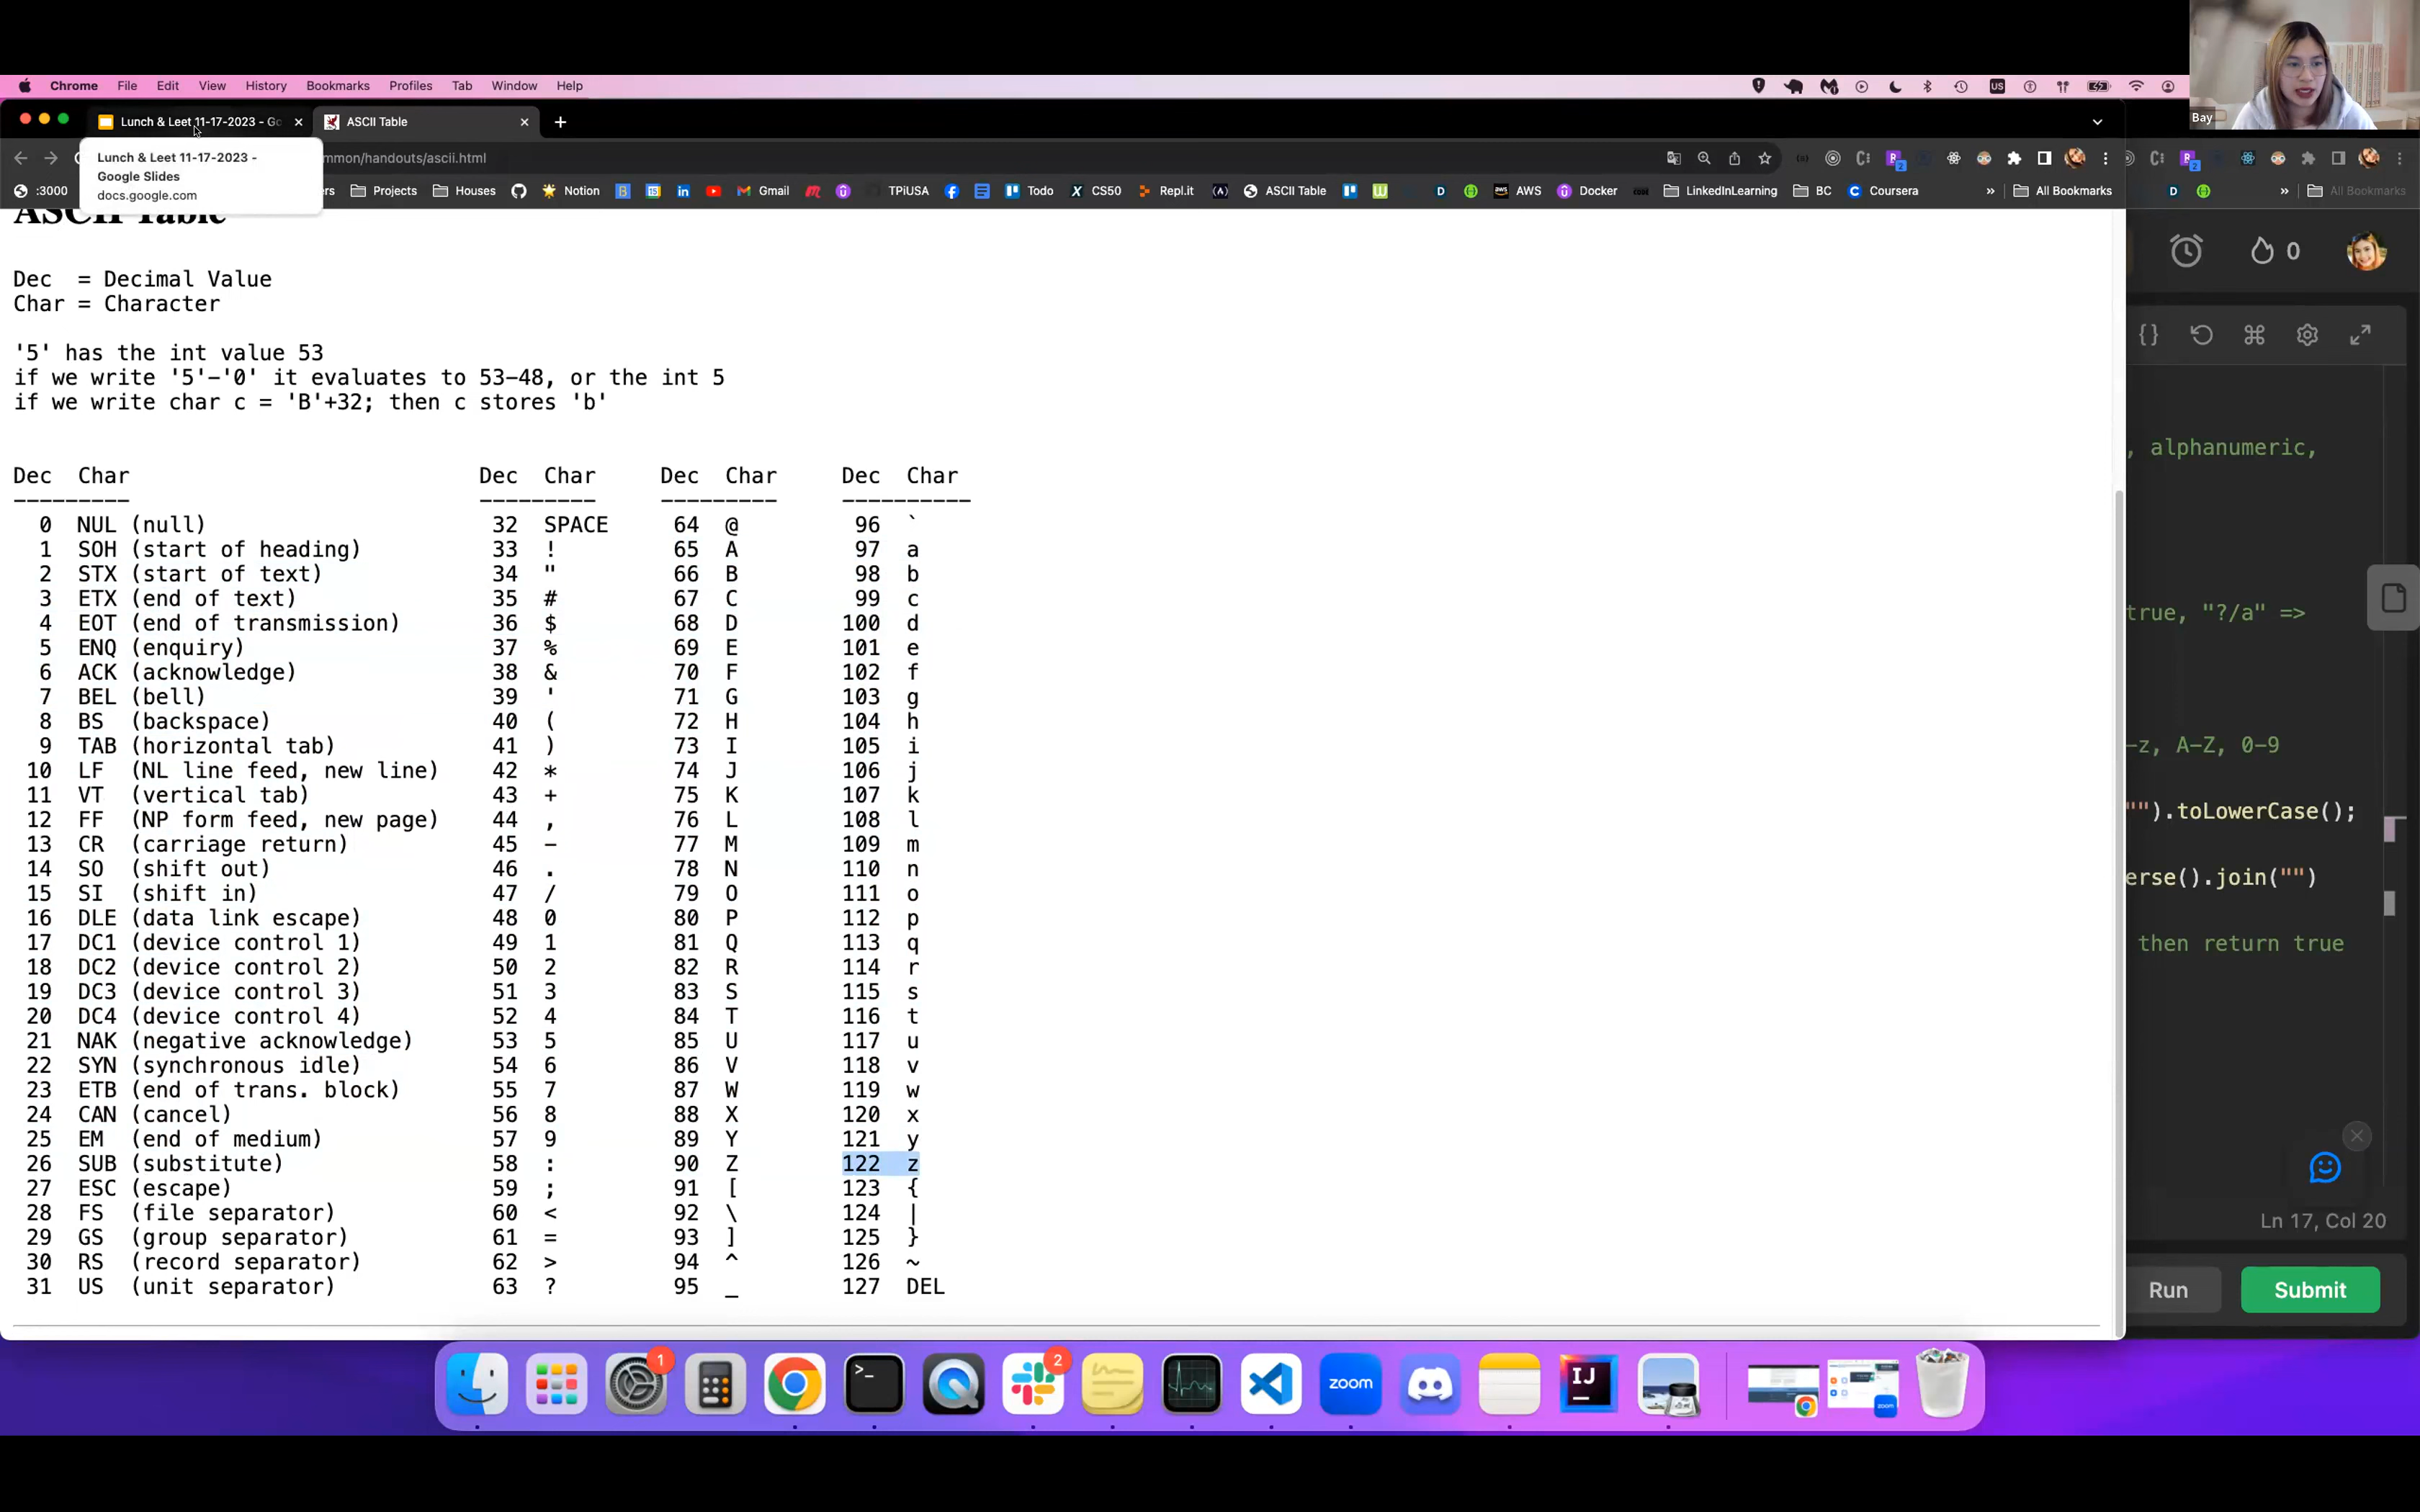 Bay
Chrome File Edit View History Bookmarks Profiles Tab Window Help US
Lunch & Leet 11-17-2023 - Go ASCII Table
mmon/handouts/ascii.html
Lunch & Leet 11-17-2023 -
Google Slides
docs.google.com
:3000 ers Projects Houses Notion Gmail TPiUSA Todo CS50 Repl.it ASCII Table AWS Docker LinkedInLearning BC Coursera » All Bookmarks » All Bookmarks
ASCII Table
0
Dec = Decimal Value
Char = Character
'5' has the int value 53
if we write '5'-'0' it evaluates to 53-48, or the int 5
if we write char c = 'B'+32; then c stores 'b'
Dec Char Dec Char Dec Char Dec Char
--------- --------- --------- ----------
0 NUL (null) 32 SPACE 64 @ 96 `
1 SOH (start of heading) 33 ! 65 A 97 a
2 STX (start of text) 34 " 66 B 98 b
3 ETX (end of text) 35 # 67 C 99 c
4 EOT (end of transmission) 36 $ 68 D 100 d
5 ENQ (enquiry) 37 % 69 E 101 e
6 ACK (acknowledge) 38 & 70 F 102 f
7 BEL (bell) 39 ' 71 G 103 g
8 BS (backspace) 40 ( 72 H 104 h
9 TAB (horizontal tab) 41 ) 73 I 105 i
10 LF (NL line feed, new line) 42 * 74 J 106 j
11 VT (vertical tab) 43 + 75 K 107 k
12 FF (NP form feed, new page) 44 , 76 L 108 l
13 CR (carriage return) 45 - 77 M 109 m
14 SO (shift out) 46 . 78 N 110 n
15 SI (shift in) 47 / 79 O 111 o
16 DLE (data link escape) 48 0 80 P 112 p
17 DC1 (device control 1) 49 1 81 Q 113 q
18 DC2 (device control 2) 50 2 82 R 114 r
19 DC3 (device control 3) 51 3 83 S 115 s
20 DC4 (device control 4) 52 4 84 T 116 t
21 NAK (negative acknowledge) 53 5 85 U 117 u
22 SYN (synchronous idle) 54 6 86 V 118 v
23 ETB (end of trans. block) 55 7 87 W 119 w
24 CAN (cancel) 56 8 88 X 120 x
25 EM (end of medium) 57 9 89 Y 121 y
26 SUB (substitute) 58 : 90 Z 122 z
27 ESC (escape) 59 ; 91 [ 123 {
28 FS (file separator) 60 < 92 \ 124 |
29 GS (group separator) 61 = 93 ] 125 }
30 RS (record separator) 62 > 94 ^ 126 ~
31 US (unit separator) 63 ? 95 _ 127 DEL
, alphanumeric,
true, "?/a" =>
-z, A-Z, 0-9
"").toLowerCase();
erse().join("")
then return true
Ln 17, Col 20
Run Submit
1 2 zoom IJ zoom